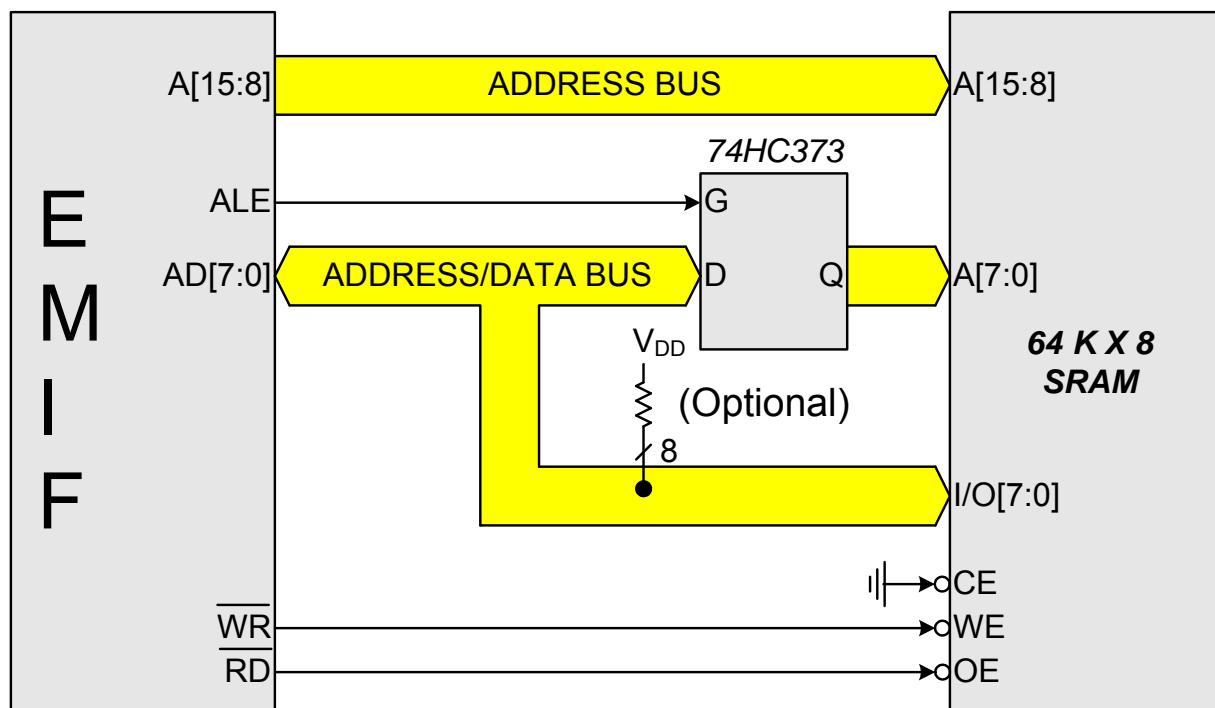 A[15:8] ADDRESS BUS A[15:8]
74HC373
ALE G
AD[7:0] ADDRESS/DATA BUS D Q A[7:0]
E
M
I
F
VDD
(Optional)
8
64 K X 8
SRAM
I/O[7:0]
CE
WR WE
RD OE